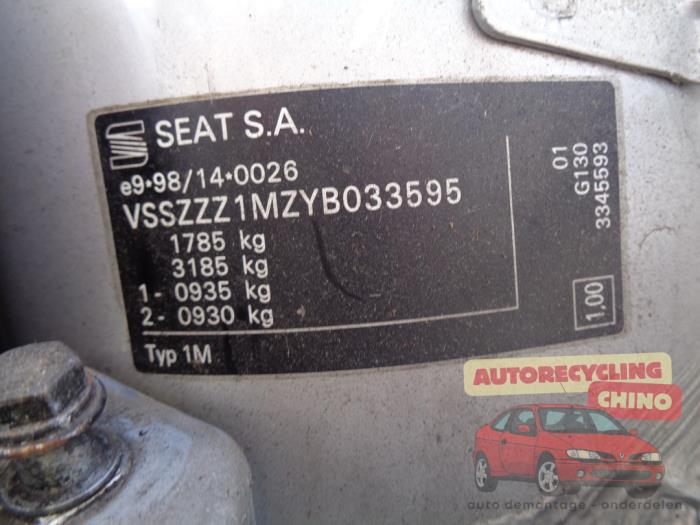 SEAT S.A.
e9*98/14*0026
VSSZZZ1MZYB033595
1785 kg
3185 kg
1- 0935 kg
2- 0930 kg
Typ 1M
01
G130
3345593
1,00
AUTORECYCLING
CHINO
auto demontage - onderdelen